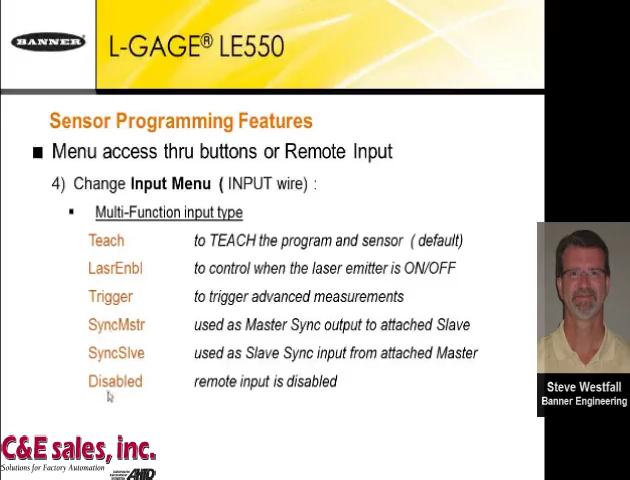 BANNER
L-GAGE® LE550
Sensor Programming Features
■ Menu access thru buttons or Remote Input
4) Change Input Menu ( INPUT wire) :
▪ Multi-Function input type
Teach to TEACH the program and sensor ( default)
LasrEnbl to control when the laser emitter is ON/OFF
Trigger to trigger advanced measurements
SyncMstr used as Master Sync output to attached Slave
SyncSlve used as Slave Sync input from attached Master
Disabled remote input is disabled
Steve Westfall
Banner Engineering
C&E sales, inc.
Solutions for Factory Automation